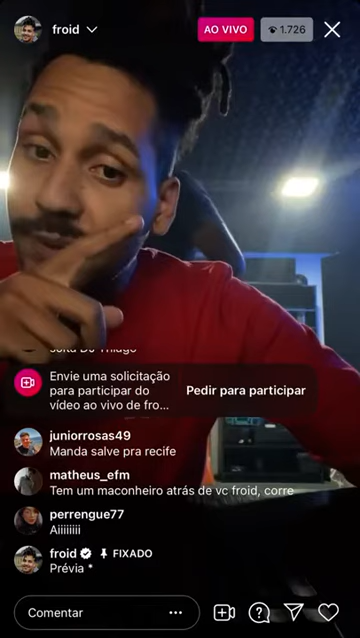 froid
AO VIVO
1.726
Envie uma solicitação
para participar do
vídeo ao vivo de fro...
Pedir para participar
juniorrosas49
Manda salve pra recife
matheus_efm
Tem um maconheiro atrás de vc froid, corre
perrengue77
Aiiiiiiii
froid FIXADO
Prévia *
Comentar